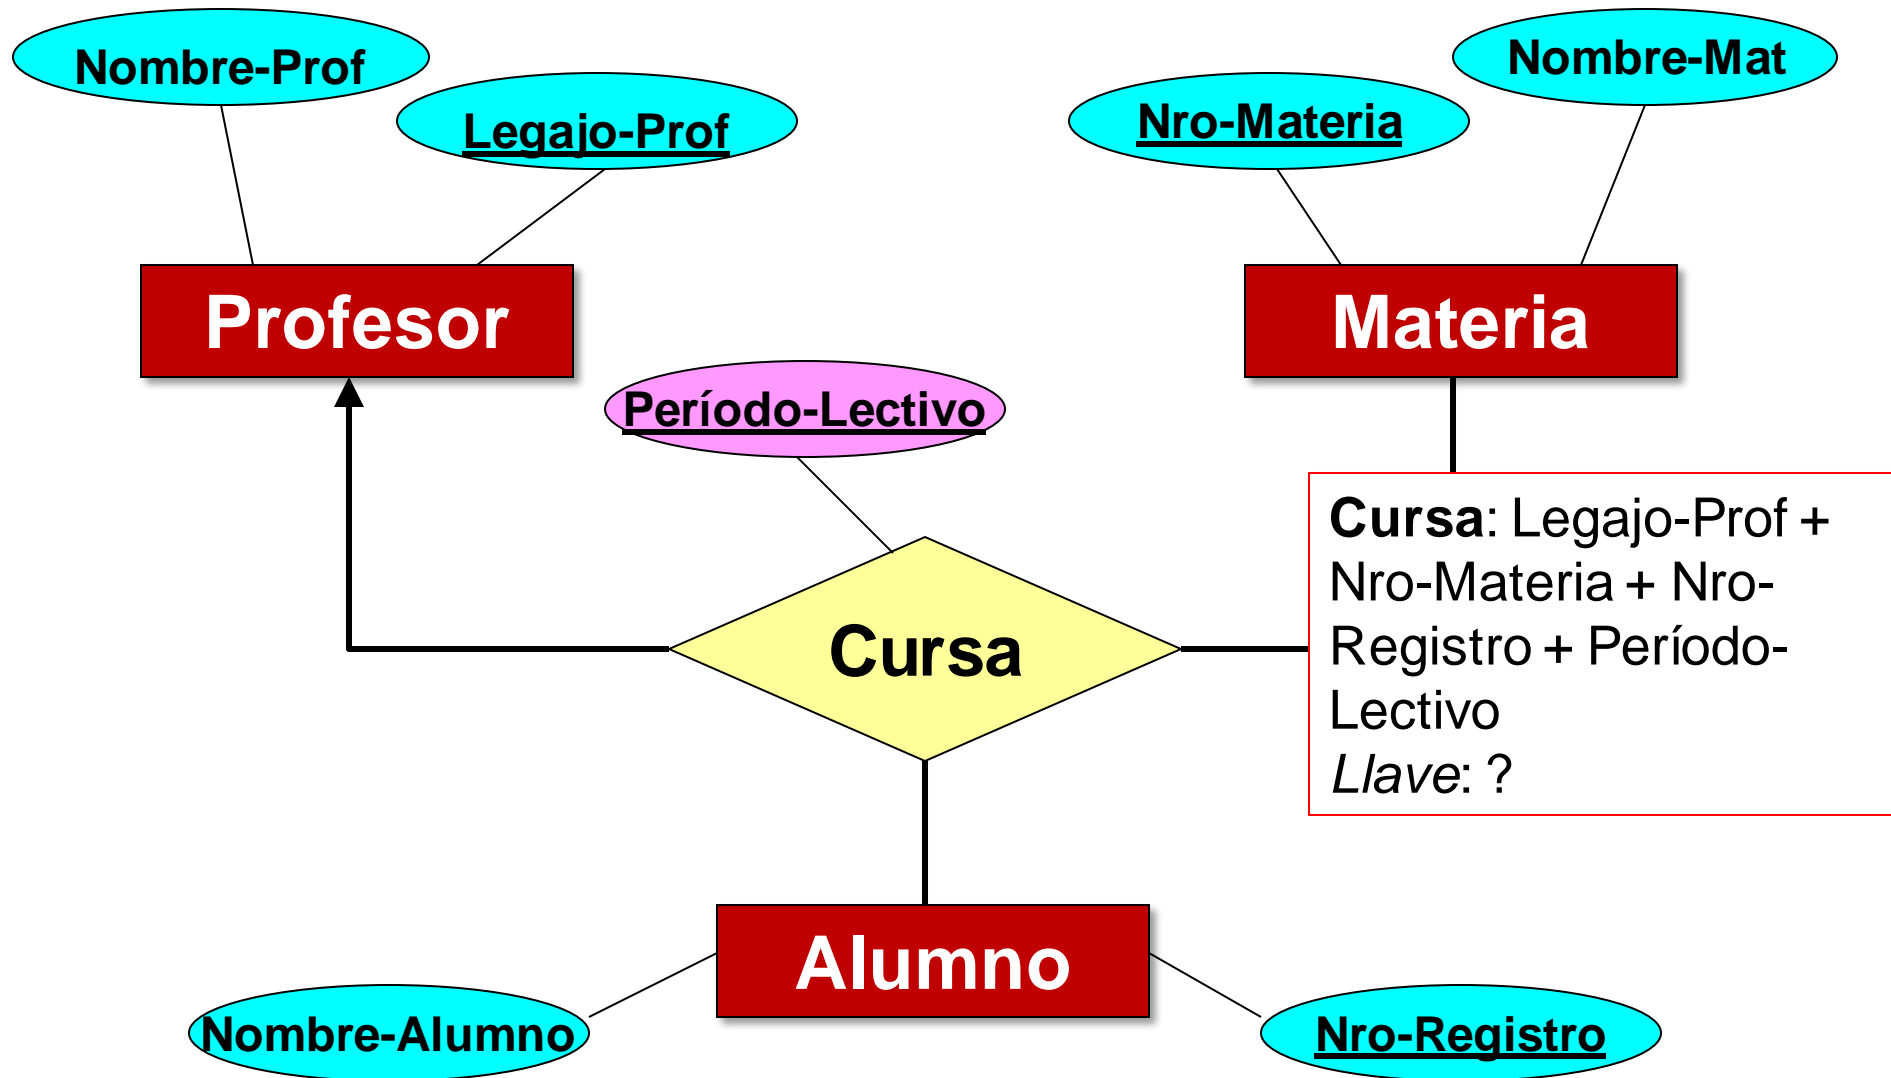 Nombre-Prof
Legajo-Prof
Nro-Materia
Nombre-Mat
Profesor
Materia
Período-Lectivo
Cursa: Legajo-Prof +
Nro-Materia + Nro-
Registro + Período-
Lectivo
Llave: ?
Cursa
Alumno
Nombre-Alumno
Nro-Registro